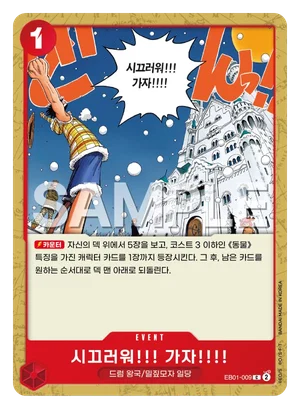 1
시끄러워!!!
가자!!!!
SAMPLE
카운터 자신의 덱 위에서 5장을 보고, 코스트 3 이하인 《동물》
특징을 가진 캐릭터 카드를 1장까지 등장시킨다. 그 후, 남은 카드를
원하는 순서대로 덱 맨 아래로 되돌린다.
EVENT
시끄러워!!! 가자!!!!
드럼 왕국/밀짚모자 일당
EB01-009
2